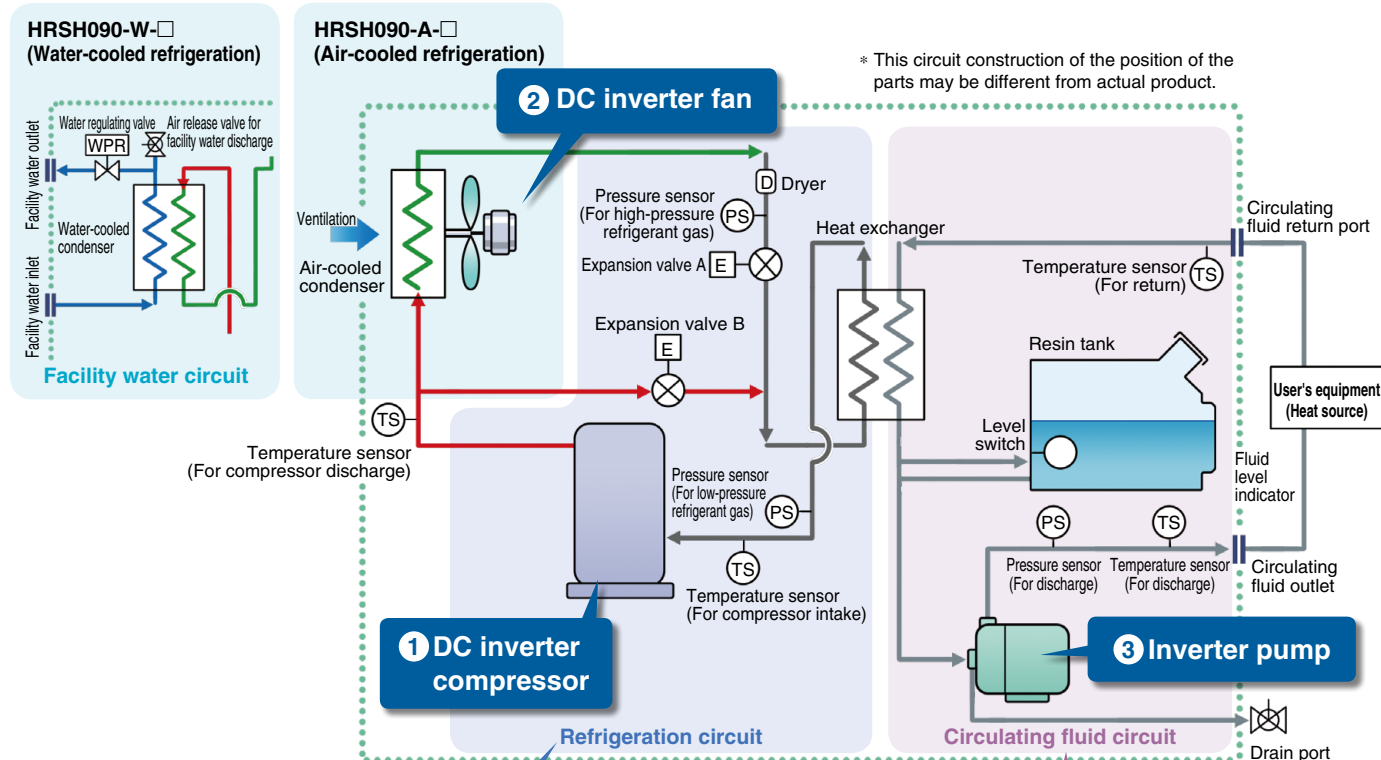 HRSH090-W-□
(Water-cooled refrigeration)
HRSH090-A-□
(Air-cooled refrigeration)
* This circuit construction of the position of the
parts may be different from actual product.
② DC inverter fan
Water regulating valve
Air release valve for
facility water discharge
WPR
Facility water outlet
Water-cooled
condenser
Facility water inlet
Facility water circuit
Ventilation
Air-cooled
condenser
D Dryer
Pressure sensor
(For high-pressure
refrigerant gas)
PS
Expansion valve A E
Heat exchanger
Circulating
fluid return port
Temperature sensor
(For return)
TS
Expansion valve B
E
Resin tank
User's equipment
(Heat source)
Level
switch
Fluid
level
indicator
TS
Temperature sensor
(For compressor discharge)
Pressure sensor
(For low-pressure
refrigerant gas)
PS
TS
Temperature sensor
(For compressor intake)
PS
Pressure sensor
(For discharge)
TS
Temperature sensor
(For discharge)
Circulating
fluid outlet
① DC inverter
compressor
③ Inverter pump
Refrigeration circuit
Circulating fluid circuit
Drain port